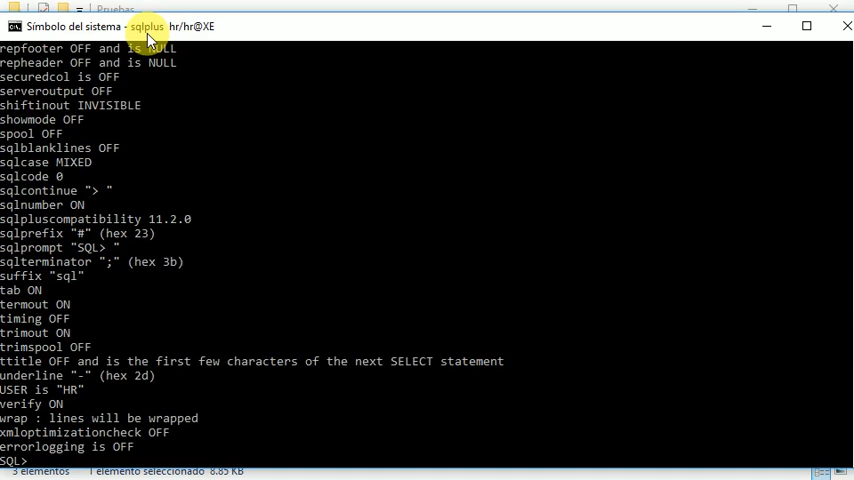 Pruebas
Símbolo del sistema - sqlplus hr/hr@XE
repfooter OFF and is NULL
repheader OFF and is NULL
securedcol is OFF
serveroutput OFF
shiftinout INVISIBLE
showmode OFF
spool OFF
sqlblanklines OFF
sqlcase MIXED
sqlcode 0
sqlcontinue "> "
sqlnumber ON
sqlpluscompatibility 11.2.0
sqlprefix "#" (hex 23)
sqlprompt "SQL> "
sqlterminator ";" (hex 3b)
suffix "sql"
tab ON
termout ON
timing OFF
trimout ON
trimspool OFF
ttitle OFF and is the first few characters of the next SELECT statement
underline "-" (hex 2d)
USER is "HR"
verify ON
wrap : lines will be wrapped
xmloptimizationcheck OFF
errorlogging is OFF
SQL>
3 elementos 1 elemento seleccionado 8.85 KB